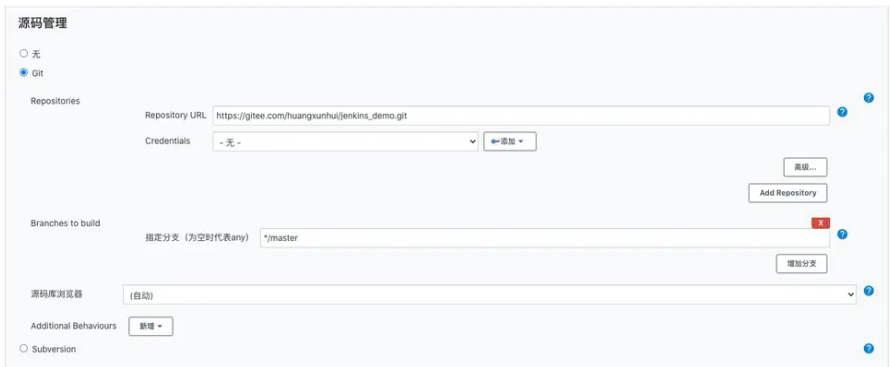 源码管理
无
Git
Repositories
Repository URL https://gitee.com/huangxunhui/jenkins_demo.git
Credentials - 无 - 添加
高级...
Add Repository
Branches to build
X
指定分支（为空时代表any） */master
增加分支
源码库浏览器 (自动)
Additional Behaviours 新增
Subversion